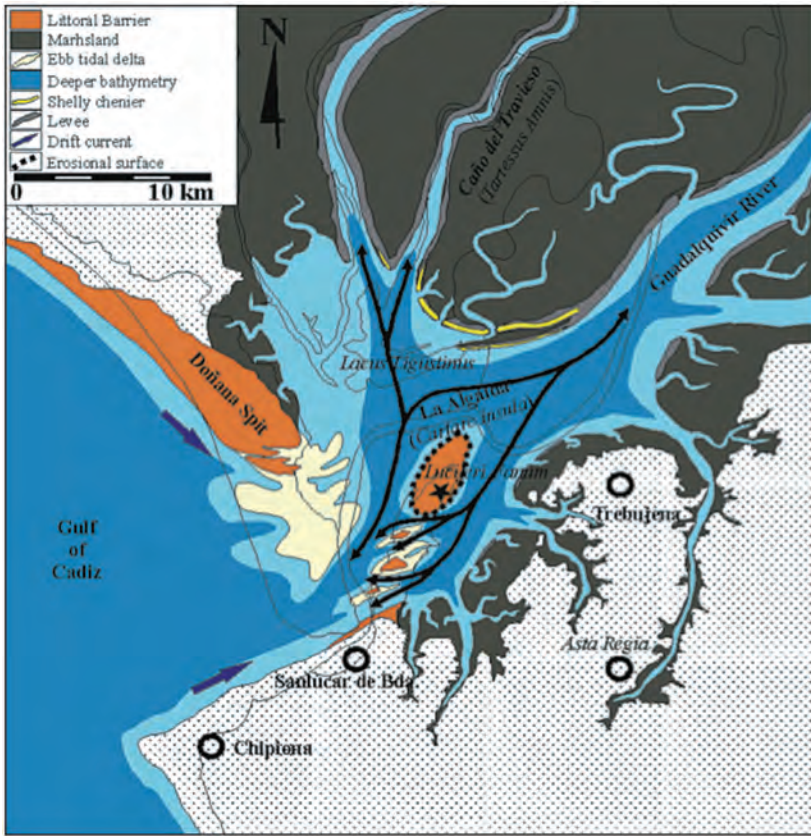 Littoral Barrier
Marhsland
Ebb tidal delta
Deeper bathymetry
Shelly chenier
Levee
Drift current
Erosional surface
0 10 km
N
Caño del Travieso
(Tartessus Amnis)
Guadalquivir River
Lacus Ligustinus
Doñana Spit
La Algaida
(Cartare insula)
Luciferi Fanum
Trebujena
Gulf
of
Cadiz
Asta Regia
Sanlucar de Bda
Chipiona